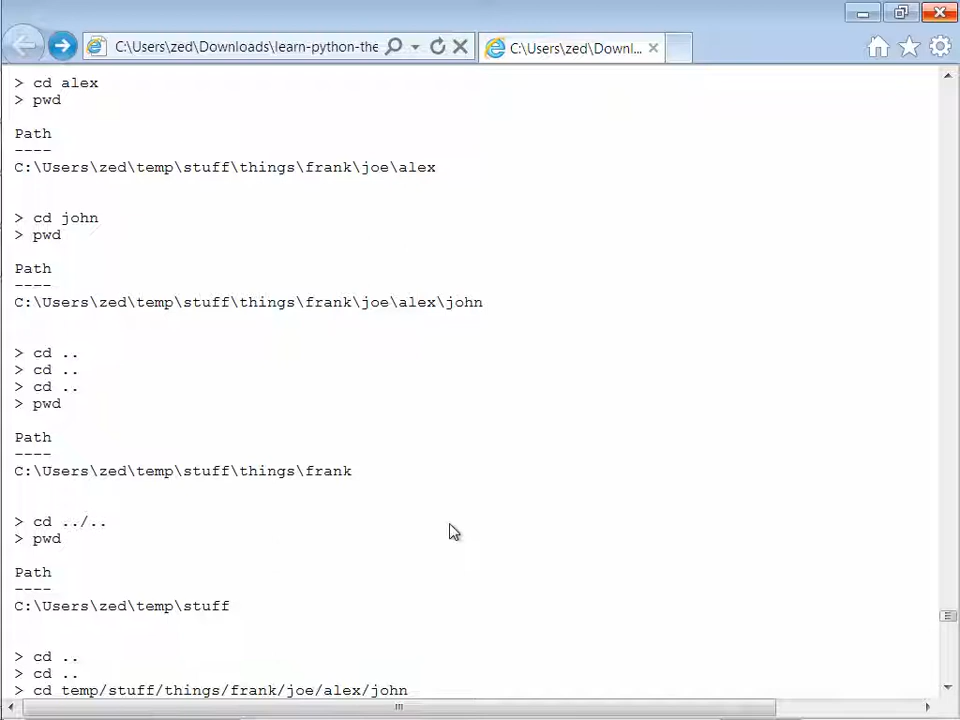 C:\Users\zed\Downloads\learn-python-the
C:\Users\zed\Downl...
> cd alex
> pwd
Path
----
C:\Users\zed\temp\stuff\things\frank\joe\alex
> cd john
> pwd
Path
----
C:\Users\zed\temp\stuff\things\frank\joe\alex\john
> cd ..
> cd ..
> cd ..
> pwd
Path
----
C:\Users\zed\temp\stuff\things\frank
> cd ../..
> pwd
Path
----
C:\Users\zed\temp\stuff
> cd ..
> cd ..
> cd temp/stuff/things/frank/joe/alex/john